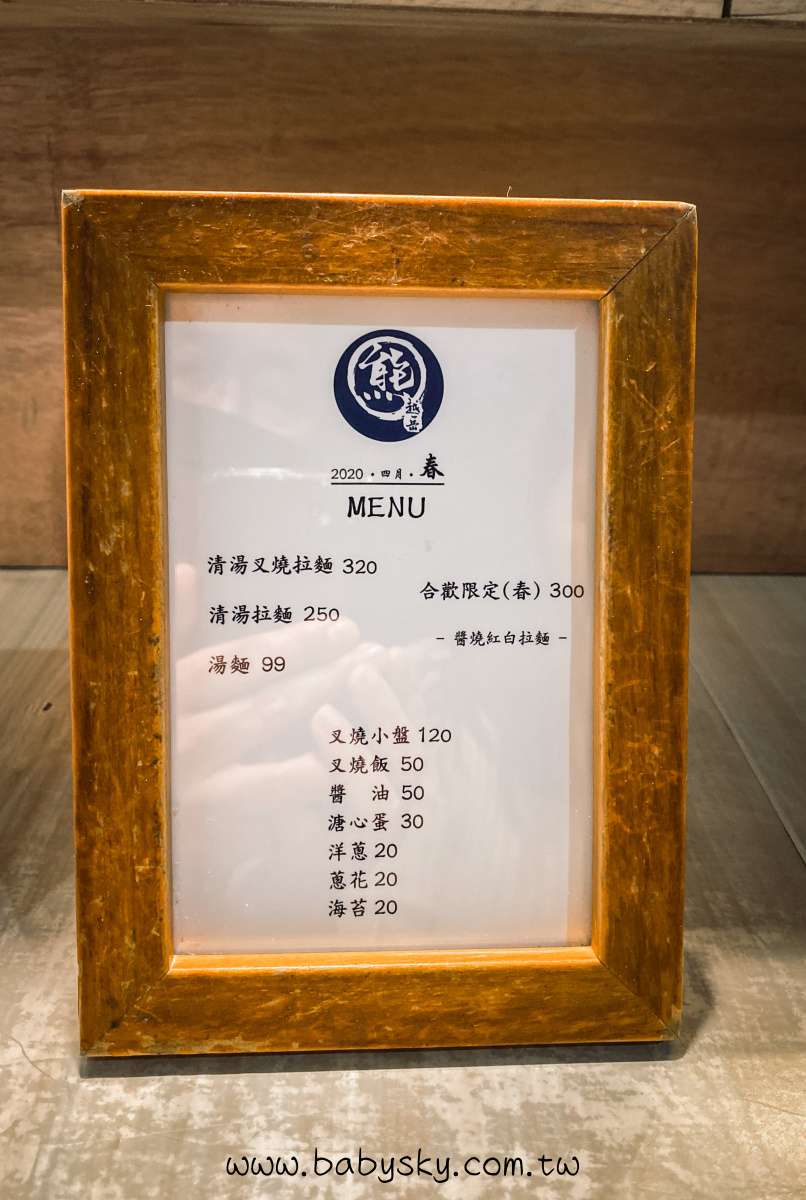 熊
越岳
2020・四月・春
MENU
清湯叉燒拉麵 320
合歡限定(春) 300
清湯拉麵 250
- 醬燒紅白拉麵 -
湯麵 99
叉燒小盤 120
叉燒飯 50
醬 油 50
溏心蛋 30
洋蔥 20
蔥花 20
海苔 20
www.babysky.com.tw